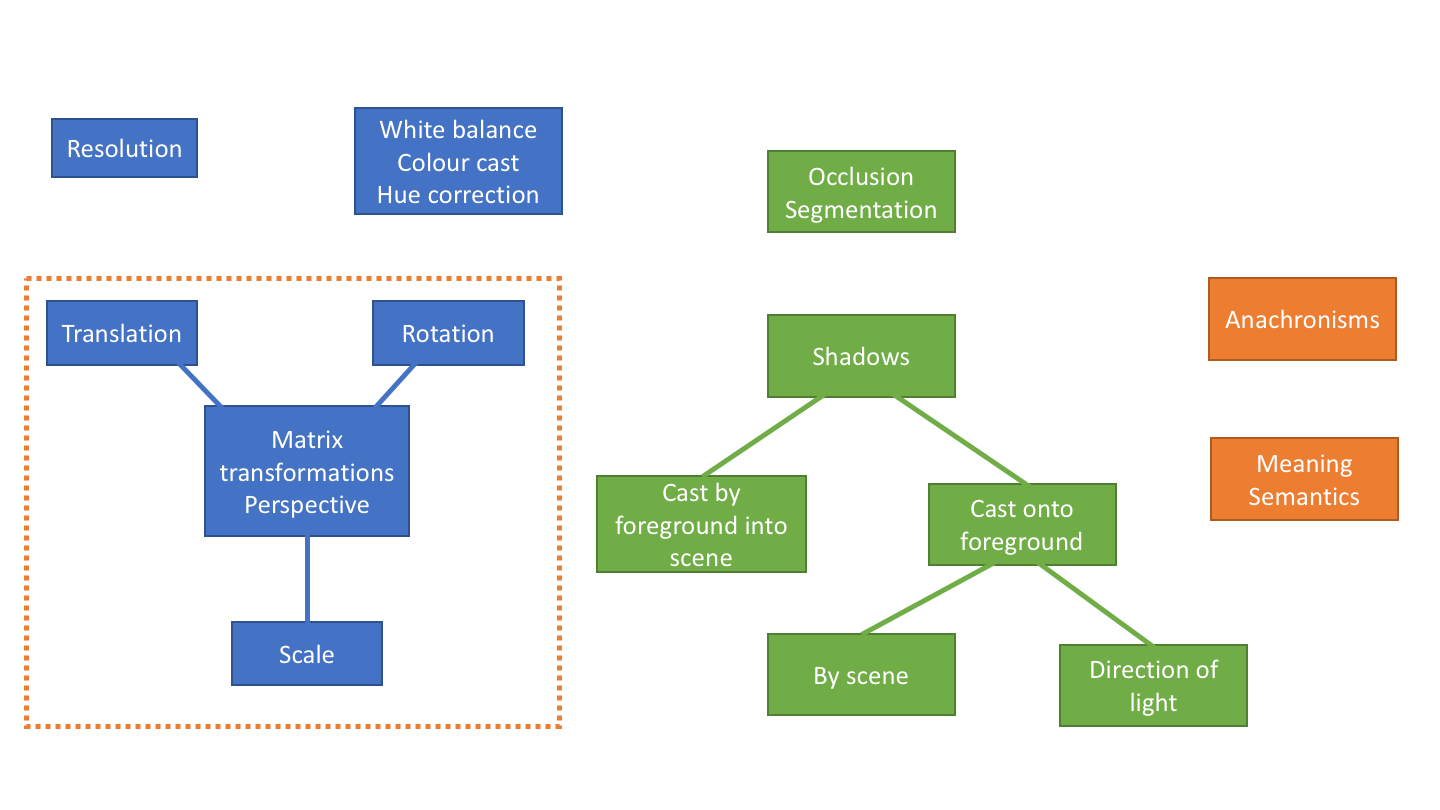 Resolution
White balance
Colour cast
Hue correction
Occlusion
Segmentation
Translation
Rotation
Matrix
transformations
Perspective
Scale
Shadows
Cast by
foreground into
scene
Cast onto
foreground
By scene
Direction of
light
Anachronisms
Meaning
Semantics